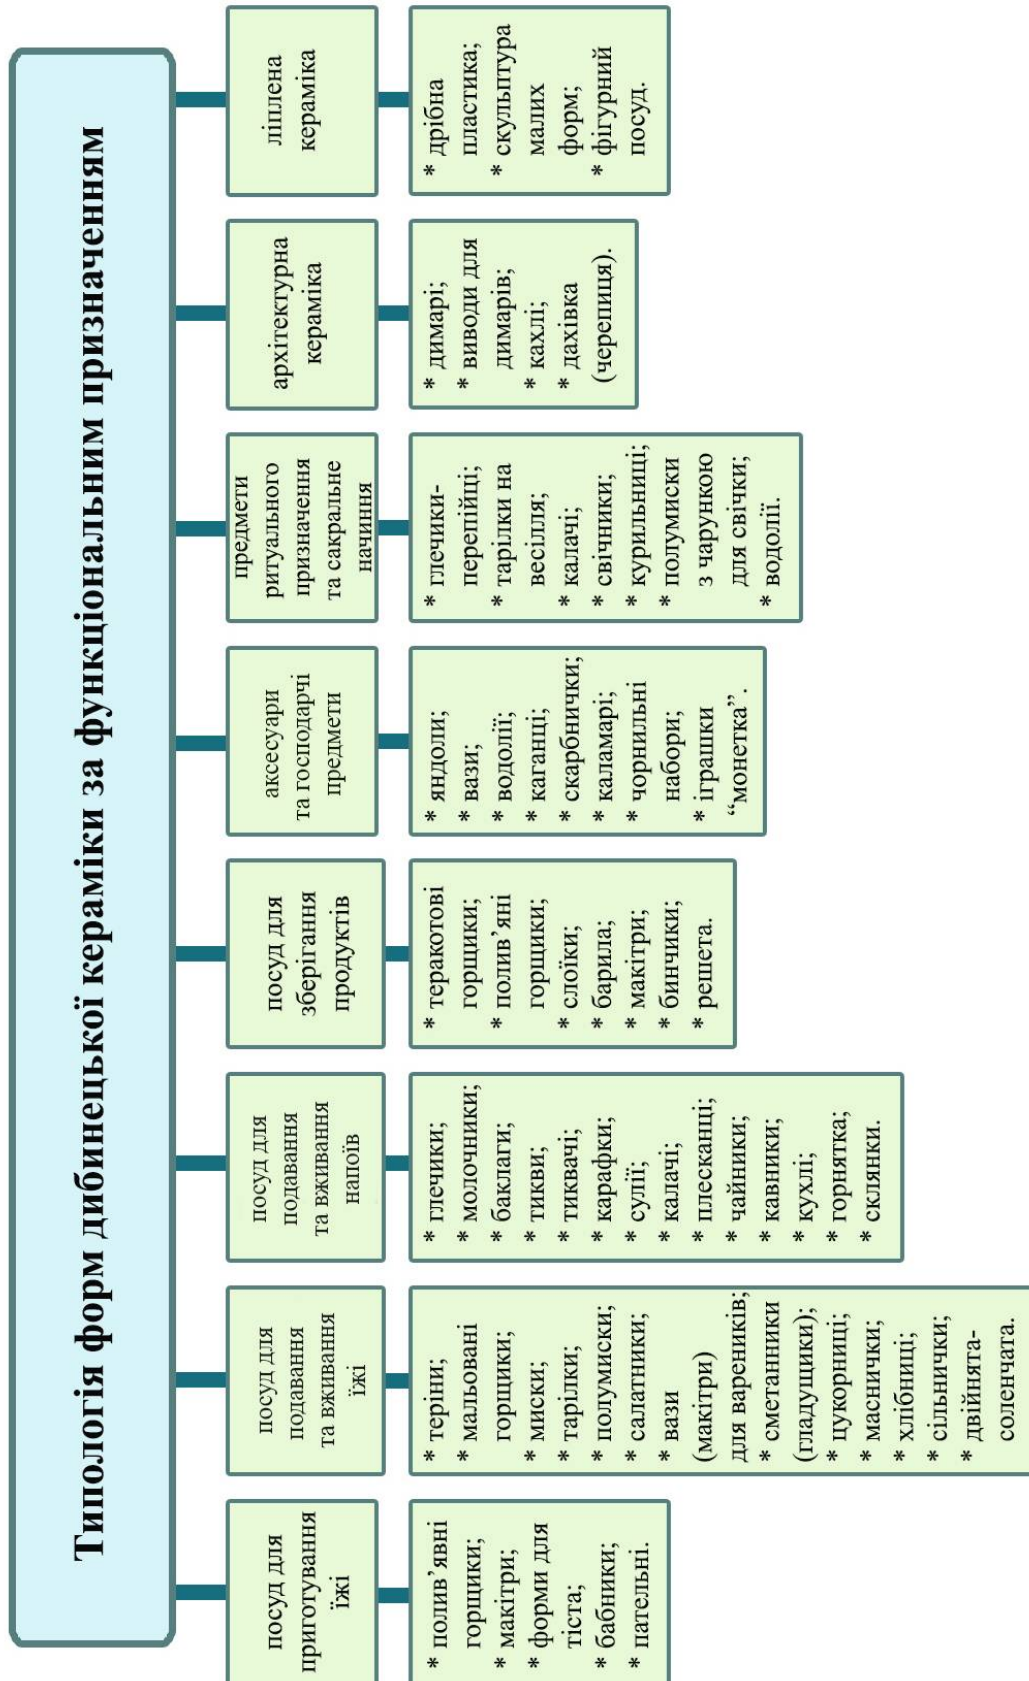 Типологія форм дибинецької кераміки за функціональним призначенням
посуд для
приготування
їжі
* полив’явні
горщики;
* макітри;
* форми для
тіста;
* бабники;
* пательні.
посуд для
подавання
та вживання
їжі
* теріни;
* мальовані
горщики;
* миски;
* тарілки;
* полумиски;
* салатники;
* вази
(макітри)
для вареників;
* сметанники
(гладущики);
* цукорниці;
* маснички;
* хлібниці;
* сільнички;
* двійнята-
соленчата.
посуд для
подавання
та вживання
напоїв
* глечики;
* молочники;
* баклаги;
* тикви;
* тиквачі;
* карафки;
* сулії;
* калачі;
* плесканці;
* чайники;
* кавники;
* кухлі;
* горнятка;
* склянки.
посуд для
зберігання
продуктів
* теракотові
горщики;
* полив’яні
горщики;
* слоїки;
* барила;
* макітри;
* бинчики;
* решета.
аксесуари
та господарчі
предмети
* яндоли;
* вази;
* водолії;
* каганці;
* скарбнички;
* каламарі;
* чорнильні
набори;
* іграшки
“монетка”.
предмети
ритуального
призначення
та сакральне
начиння
* глечики-
перепійці;
* тарілки на
весілля;
* калачі;
* свічники;
* курильниці;
* полумиски
з чарункою
для свічки;
* водолії.
архітектурна
кераміка
* димарі;
* виводи для
димарів;
* кахлі;
* дахівка
(черепиця).
ліплена
кераміка
* дрібна
пластика;
* скульптура
малих
форм;
* фігурний
посуд.